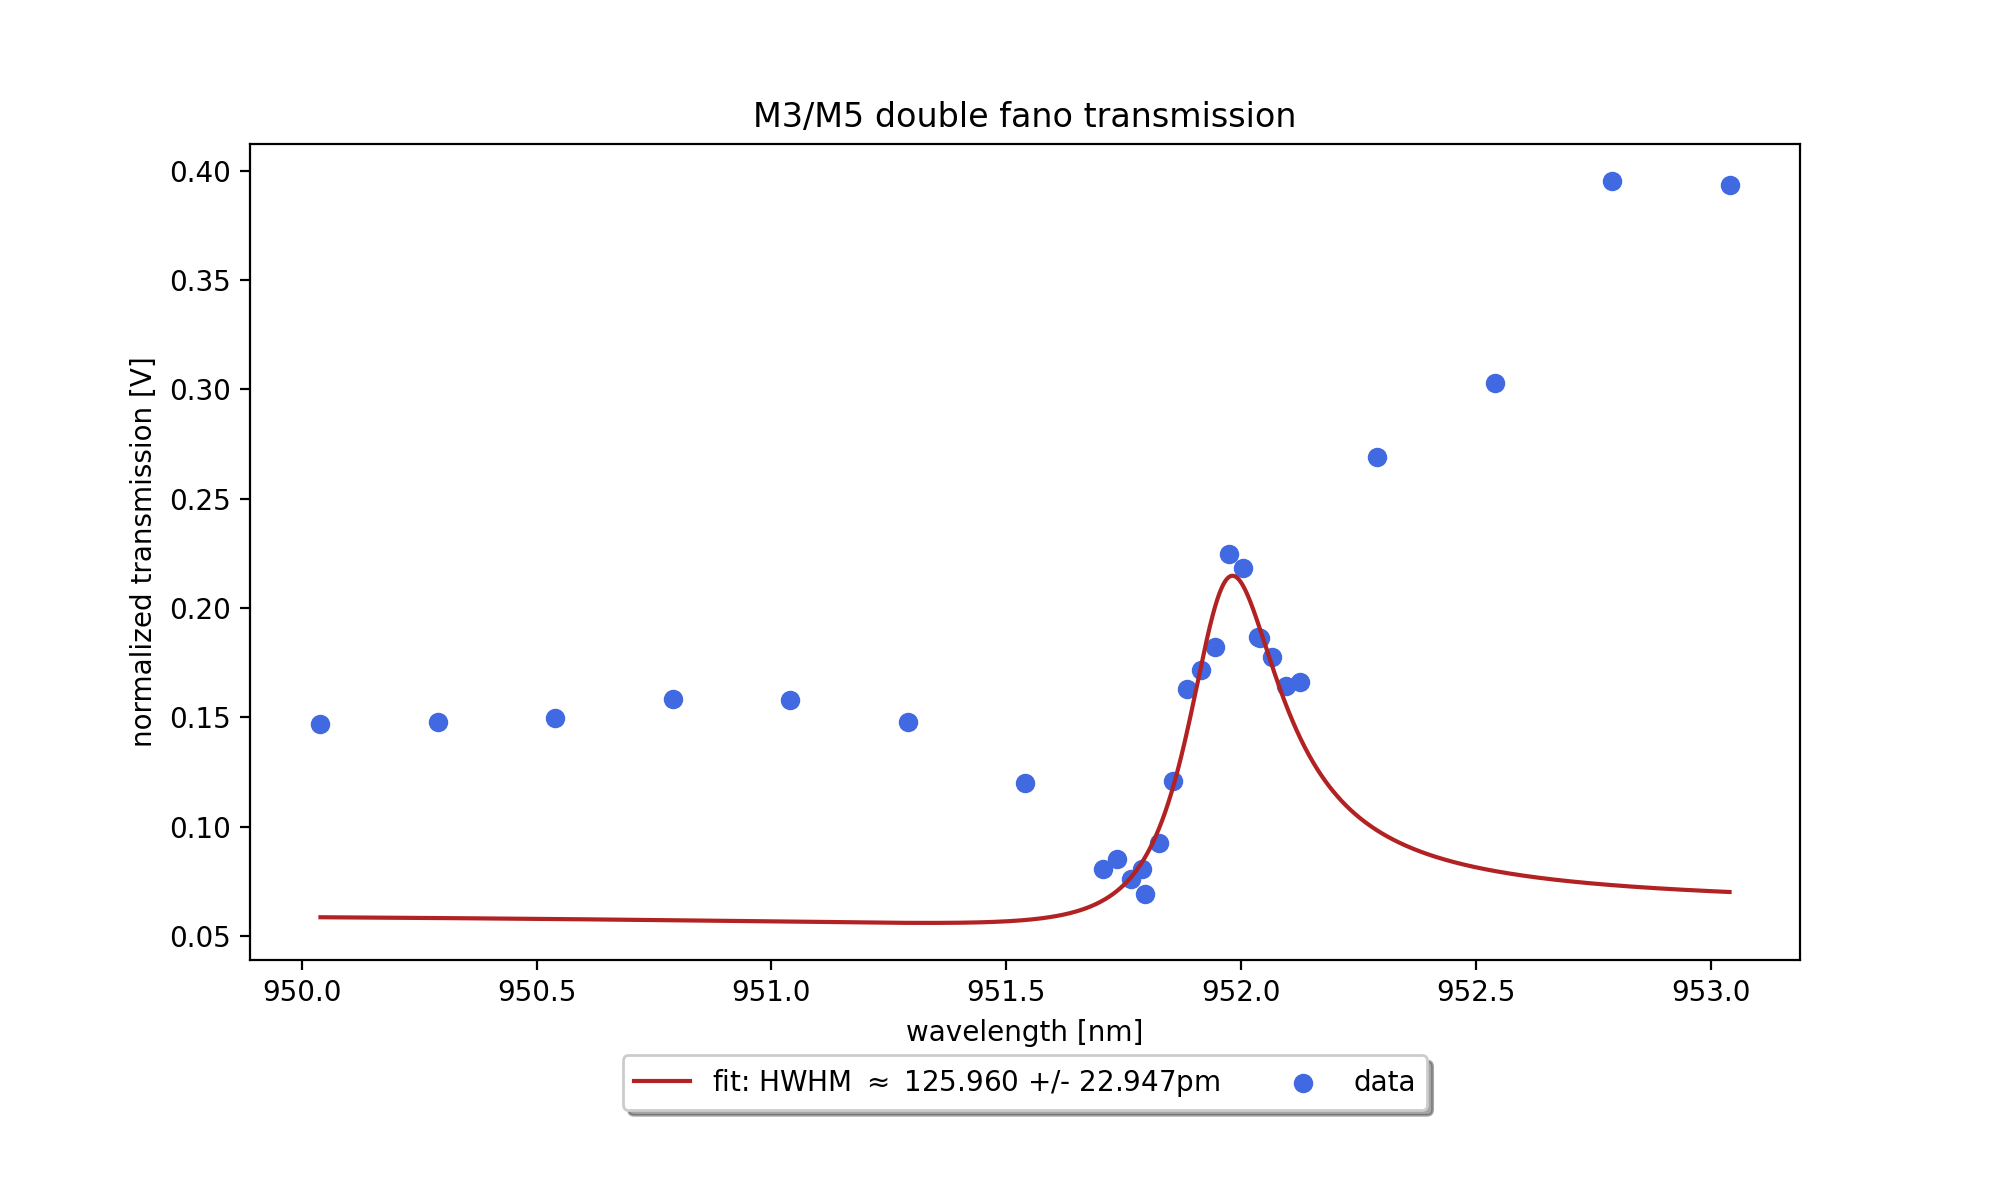 M3/M5 double fano transmission
normalized transmission [V]
0.40
0.35
0.30
0.25
0.20
0.15
0.10
0.05
950.0 950.5 951.0 951.5 952.0 952.5 953.0
wavelength [nm]
fit: HWHM ≈ 125.960 +/- 22.947pm data